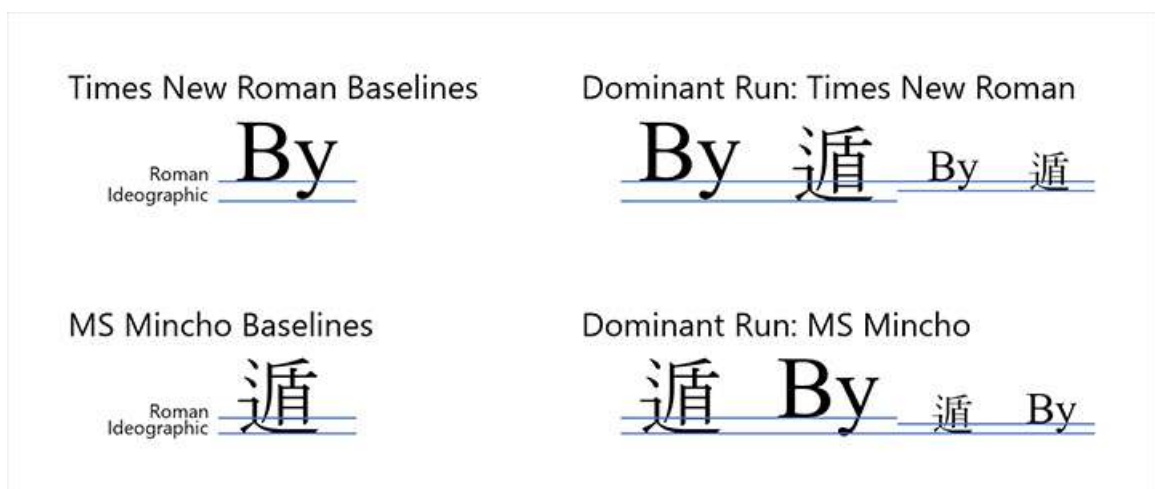 Times New Roman Baselines
By
Roman
Ideographic
Dominant Run: Times New Roman
By 遁 By 遁
MS Mincho Baselines
遁
Roman
Ideographic
Dominant Run: MS Mincho
遁 By 遁 By